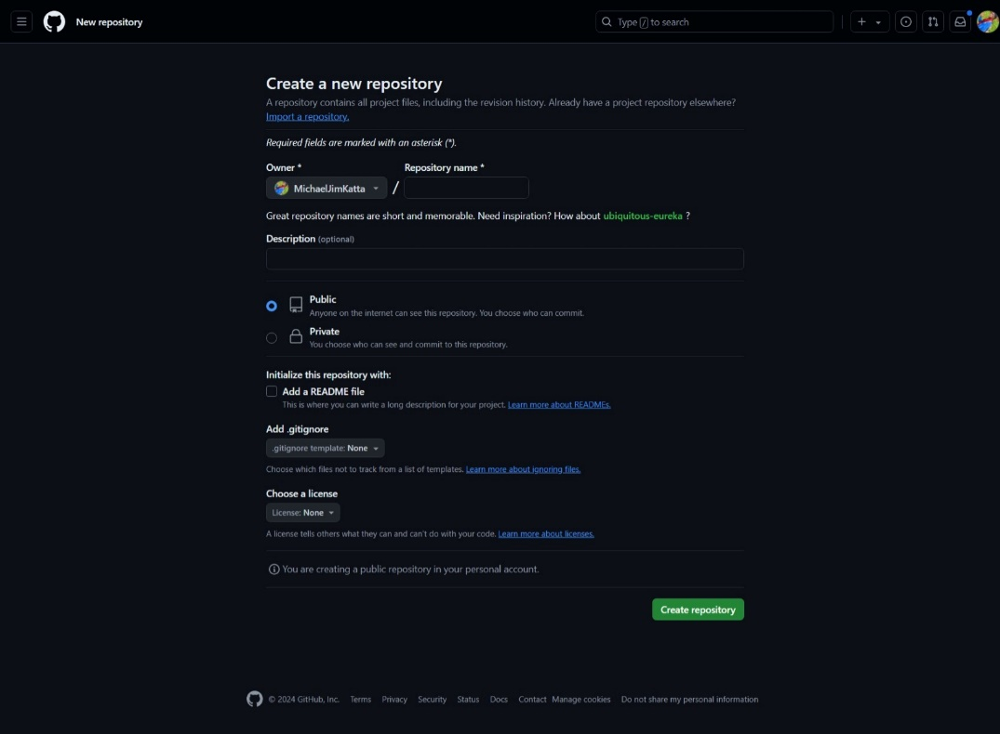 New repository
Type / to search
Create a new repository
A repository contains all project files, including the revision history. Already have a project repository elsewhere?
Import a repository.
Required fields are marked with an asterisk (*).
Owner * Repository name *
MichaelJimKatta /
Great repository names are short and memorable. Need inspiration? How about ubiquitous-eureka ?
Description (optional)
Public
Anyone on the internet can see this repository. You choose who can commit.
Private
You choose who can see and commit to this repository.
Initialize this repository with:
Add a README file
This is where you can write a long description for your project. Learn more about READMEs.
Add .gitignore
.gitignore template: None
Choose which files not to track from a list of templates. Learn more about ignoring files.
Choose a license
License: None
A license tells others what they can and can't do with your code. Learn more about licenses.
You are creating a public repository in your personal account.
Create repository
© 2024 GitHub, Inc. Terms Privacy Security Status Docs Contact Manage cookies Do not share my personal information